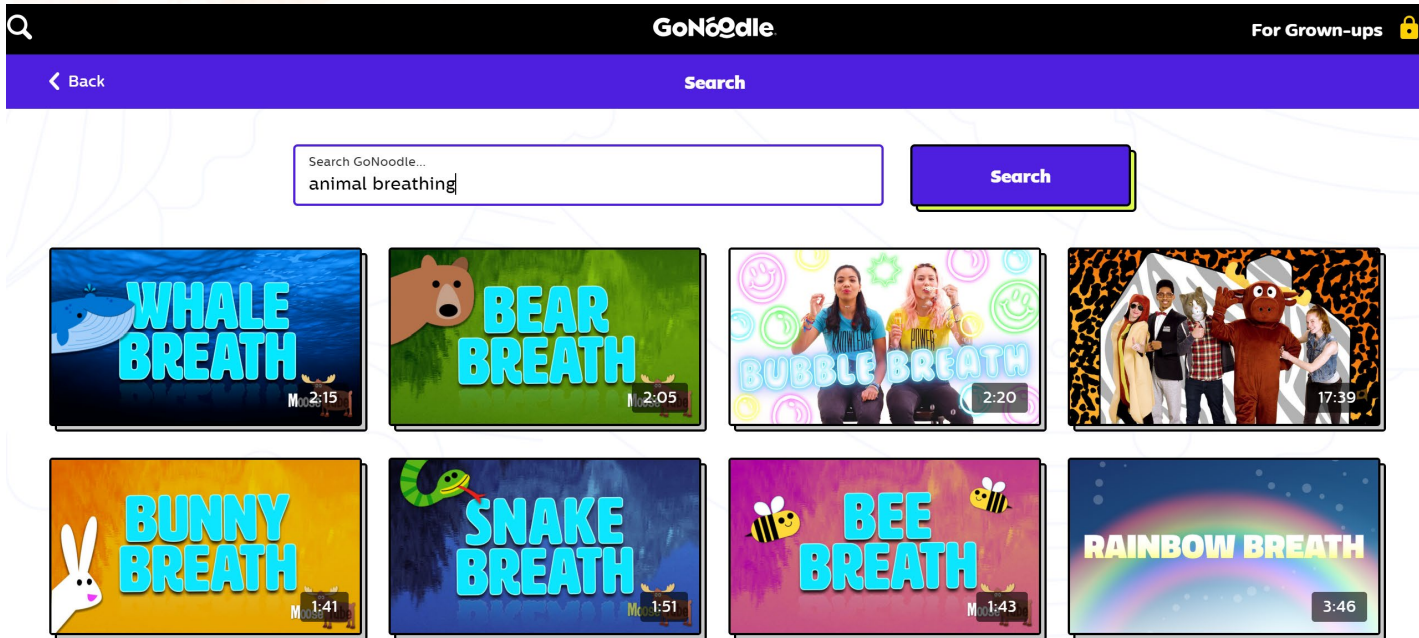 GoNoodle
For Grown-ups
Back
Search
Search GoNoodle...
animal breathing
Search
WHALE
BREATH
2:15
BEAR
BREATH
2:05
BUBBLE BREATH
2:20
17:39
BUNNY
BREATH
1:41
SNAKE
BREATH
1:51
BEE
BREATH
1:43
RAINBOW BREATH
3:46